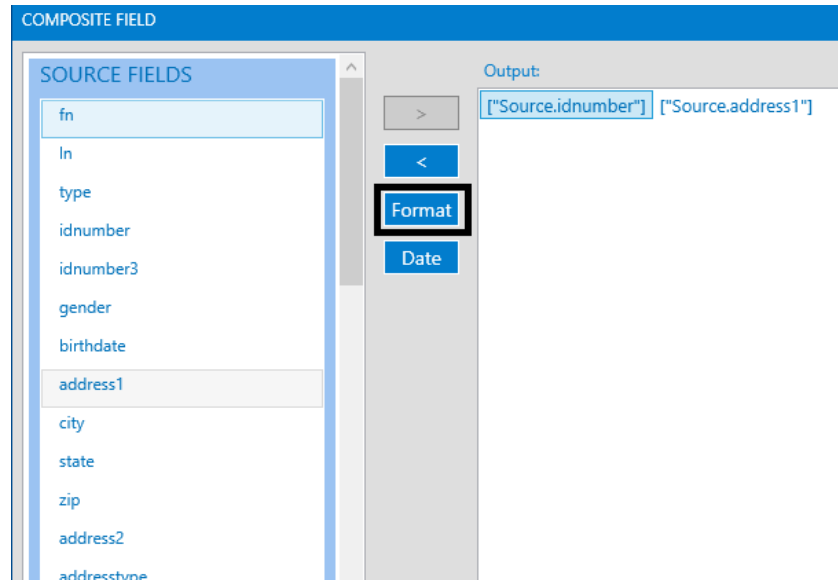 COMPOSITE FIELD
SOURCE FIELDS
fn
ln
type
idnumber
idnumber3
gender
birthdate
address1
city
state
zip
address2
addresstype
>
<
Format
Date
Output:
["Source.idnumber"] ["Source.address1"]